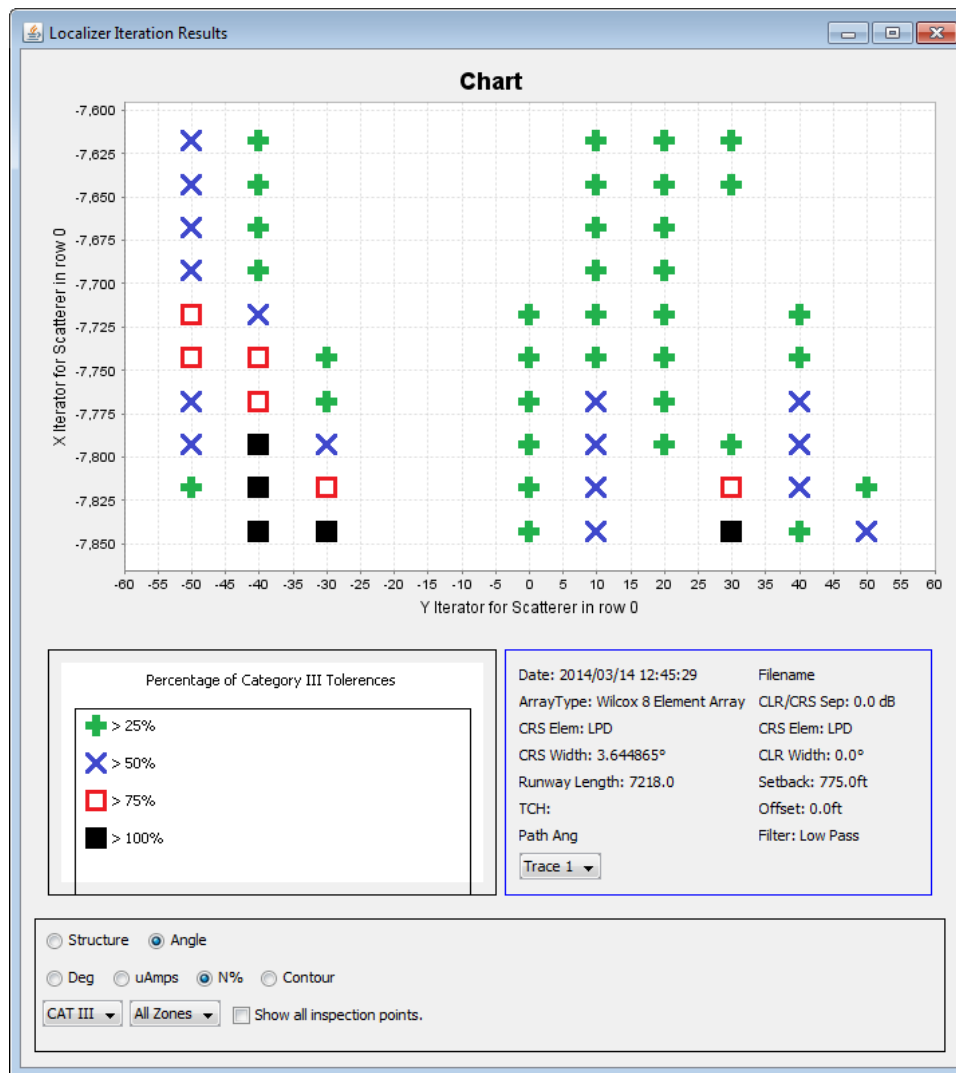 Localizer Iteration Results
Chart
-7,600
-7,625
-7,650
-7,675
-7,700
-7,725
-7,750
-7,775
-7,800
-7,825
-7,850
X Iterator for Scatterer in row 0
-60 -55 -50 -45 -40 -35 -30 -25 -20 -15 -10 -5 0 5 10 15 20 25 30 35 40 45 50 55 60
Y Iterator for Scatterer in row 0
Percentage of Category III Tolerences
> 25%
> 50%
> 75%
> 100%
Date: 2014/03/14 12:45:29 Filename
ArrayType: Wilcox 8 Element Array CLR/CRS Sep: 0.0 dB
CRS Elem: LPD CRS Elem: LPD
CRS Width: 3.644865° CLR Width: 0.0°
Runway Length: 7218.0 Setback: 775.0ft
TCH: Offset: 0.0ft
Path Ang Filter: Low Pass
Trace 1
Structure Angle
Deg uAmps N% Contour
CAT III All Zones Show all inspection points.